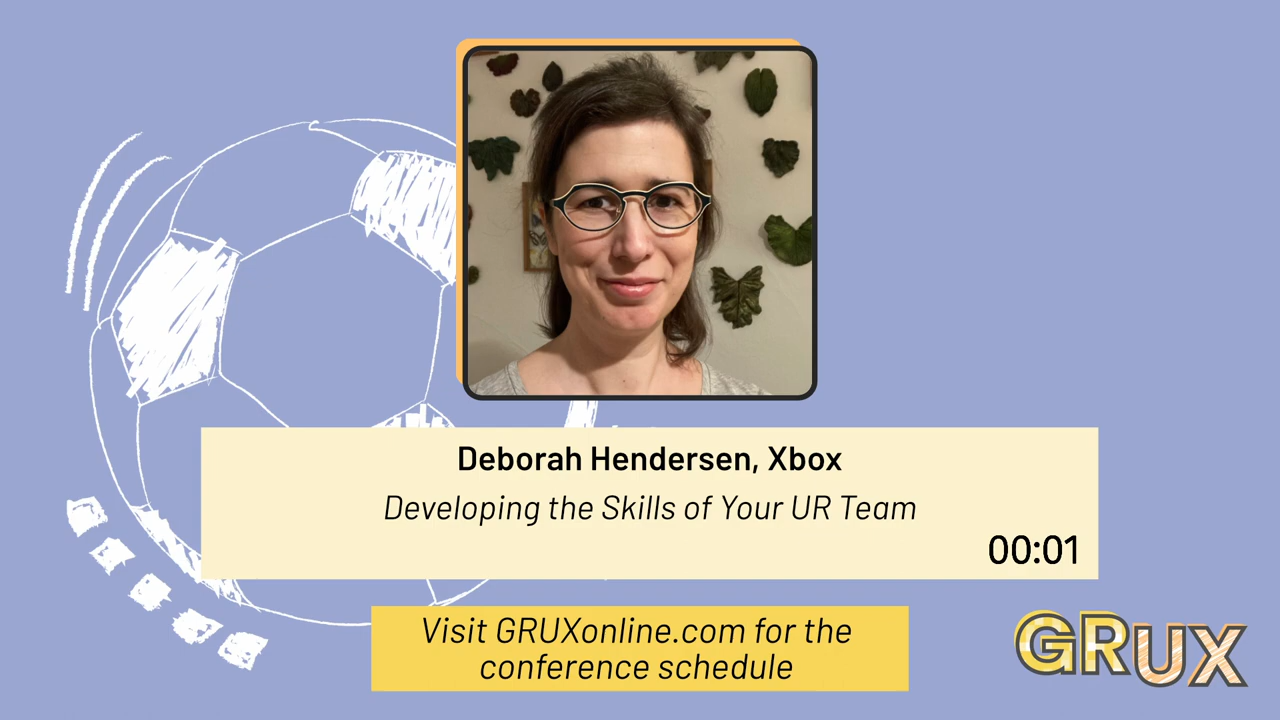 Deborah Hendersen, Xbox
Developing the Skills of Your UR Team
00:01
Visit GRUXonline.com for the
conference schedule
GRUX